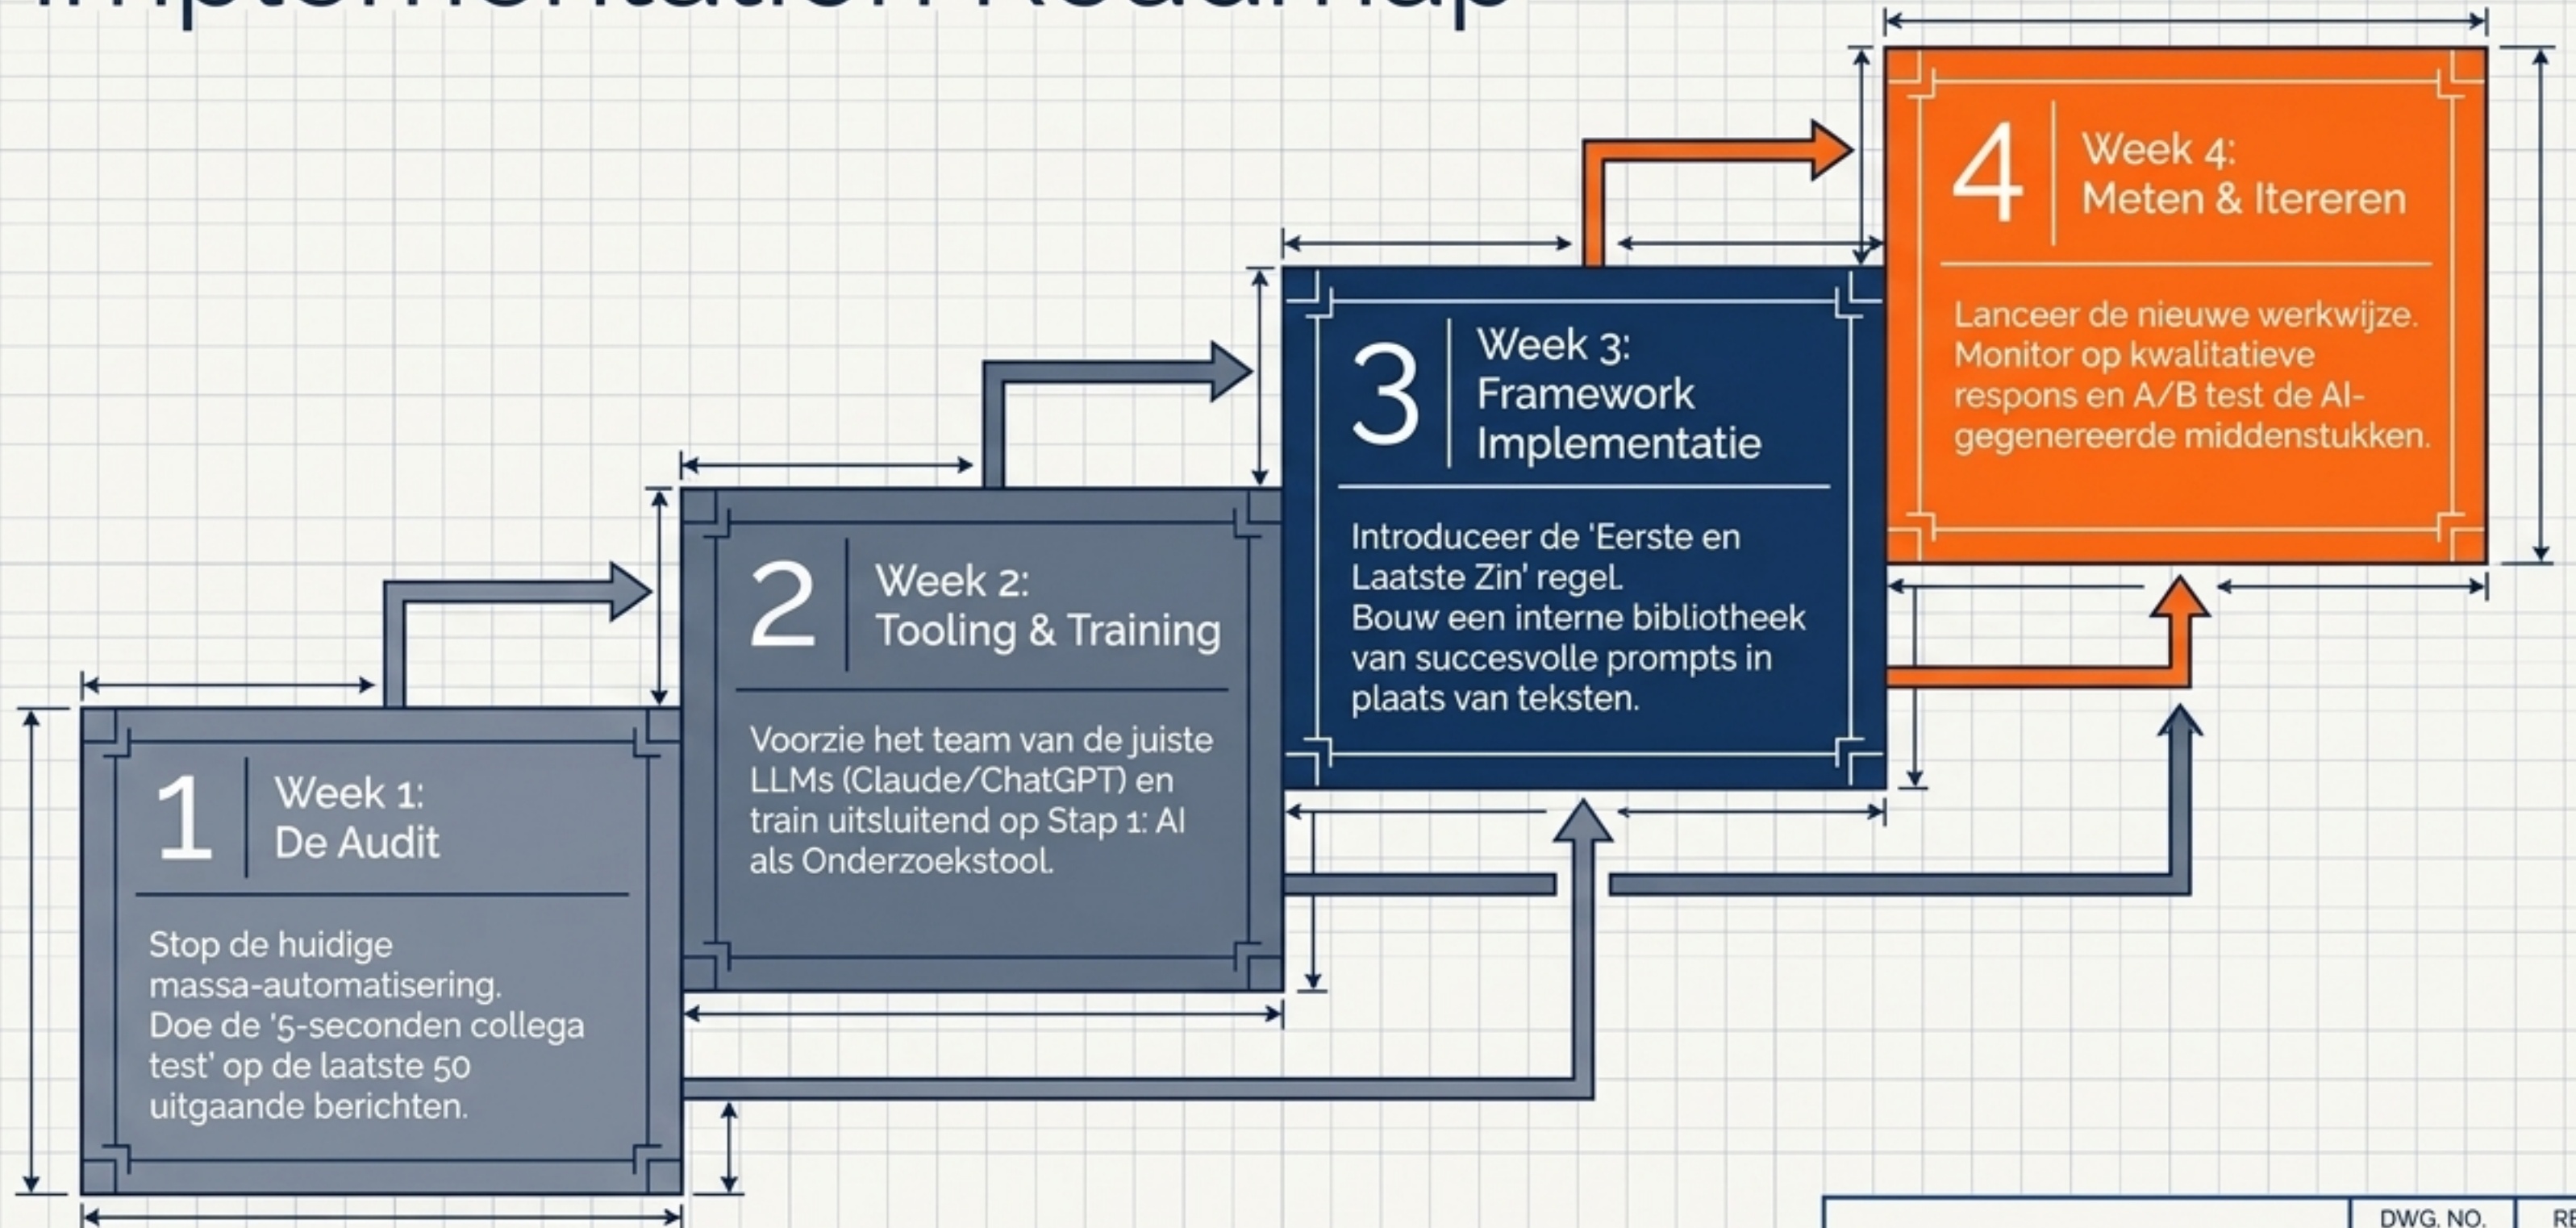 Implementation Roadmap
1
Week 1:
De Audit
Stop de huidige
massa-automatisering.
Doe de '5-seconden collega
test' op de laatste 50
uitgaande berichten.
2
Week 2:
Tooling & Training
Voorzie het team van de juiste
LLMs (Claude/ChatGPT) en
train uitsluitend op Stap 1: AI
als Onderzoekstool.
3
Week 3:
Framework
Implementatie
Introduceer de 'Eerste en
Laatste Zin' regel.
Bouw een interne bibliotheek
van succesvolle prompts in
plaats van teksten.
4
Week 4:
Meten & Itereren
Lanceer de nieuwe werkwijze.
Monitor op kwalitatieve
respons en A/B test de AI-
gegenereerde middenstukken.
DWG. NO.